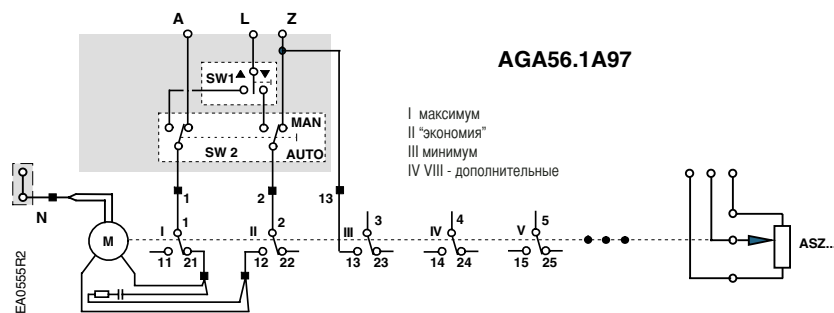 A L Z
AGA56.1A97
SW1
MAN
SW 2
AUTO
I максимум
II "экономия"
III минимум
IV VIII - дополнительные
1 2 13
N
M
I 1 II 2 III 3 IV 4 V 5
11 21 12 22 13 23 14 24 15 25
ASZ..
EA0555R2